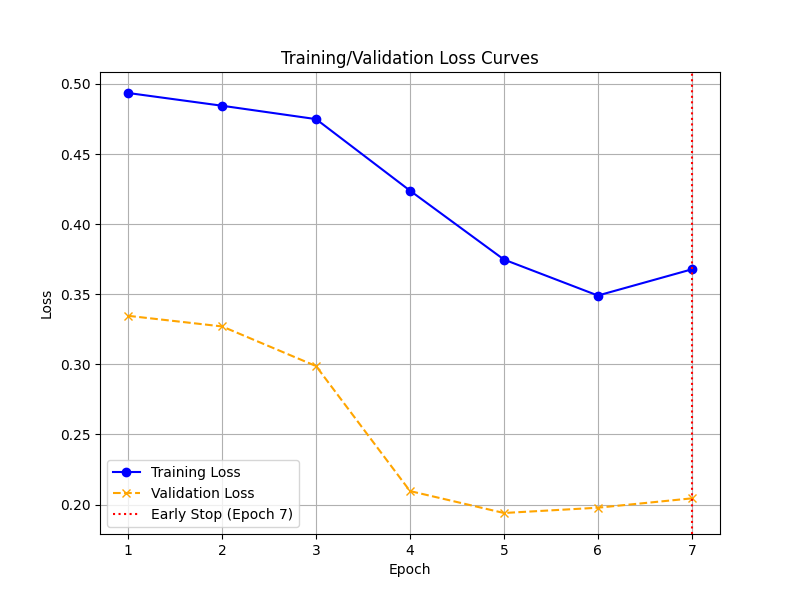 Training/Validation Loss Curves
0.50
0.45
0.40
0.35
0.30
0.25
0.20
Loss
Training Loss
Validation Loss
Early Stop (Epoch 7)
1 2 3 4 5 6 7
Epoch